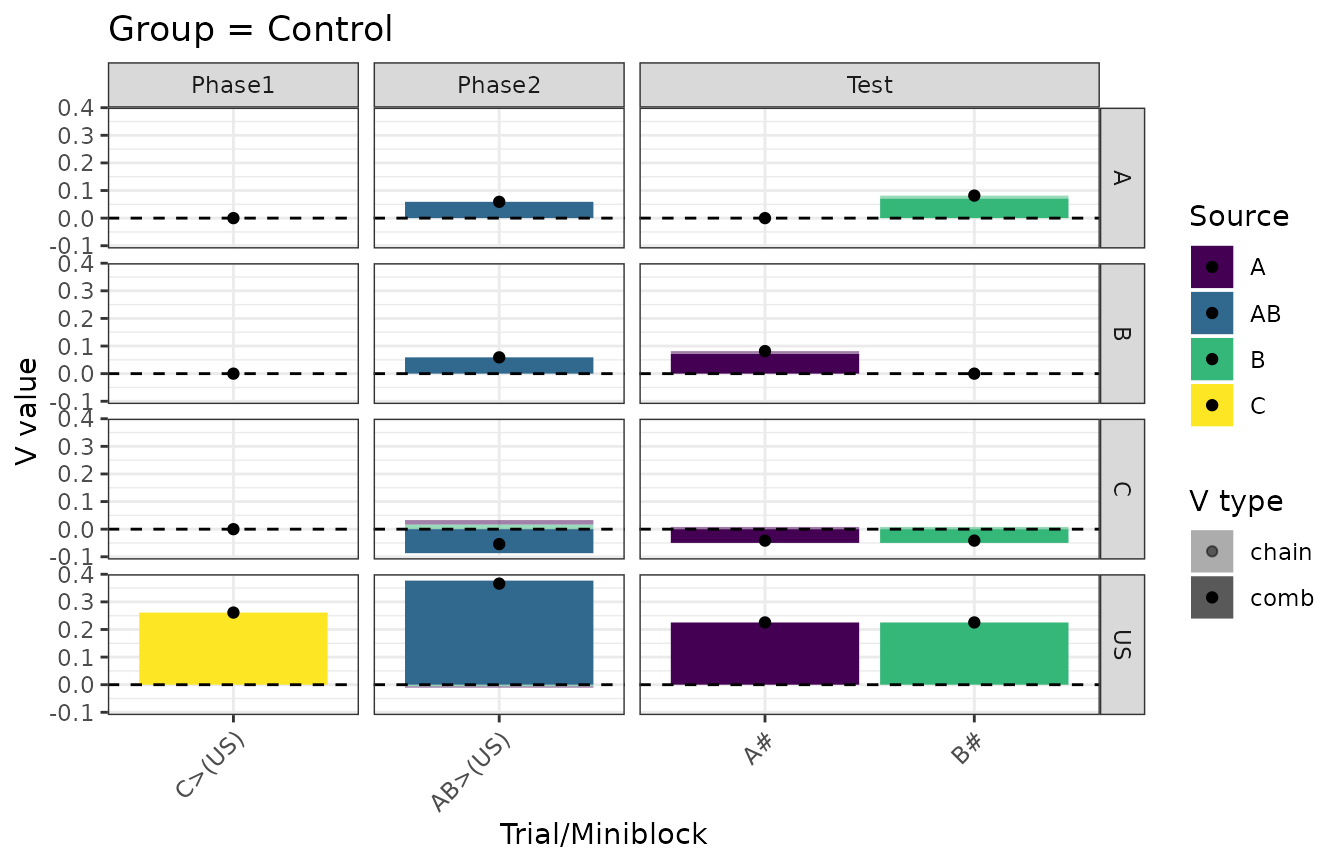 Group = Control
Phase1 Phase2 Test
0.4
0.3
0.2
0.1
0.0
-0.1
A
0.4
0.3
0.2
0.1
0.0
-0.1
B
0.4
0.3
0.2
0.1
0.0
-0.1
C
0.4
0.3
0.2
0.1
0.0
-0.1
US
V value
C>(US) AB>(US) A# B#
Trial/Miniblock
Source
A
AB
B
C
V type
chain
comb